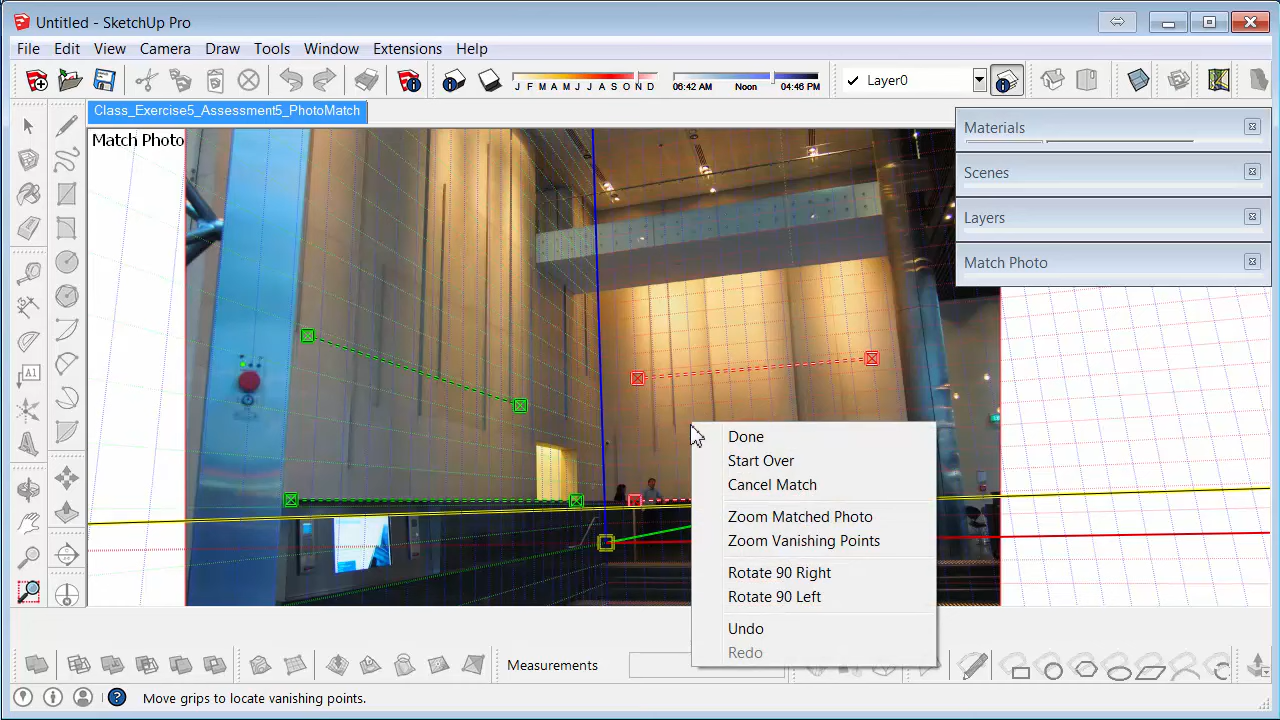 Untitled - SketchUp Pro
File Edit View Camera Draw Tools Window Extensions Help
J F M A M J J A S O N D
06:42 AM Noon 04:46 PM
Layer0
Class_Exercise5_Assessment5_PhotoMatch
Match Photo
Materials
Scenes
Layers
Match Photo
A1
Done
Start Over
Cancel Match
Zoom Matched Photo
Zoom Vanishing Points
Rotate 90 Right
Rotate 90 Left
Undo
Redo
Measurements
Move grips to locate vanishing points.